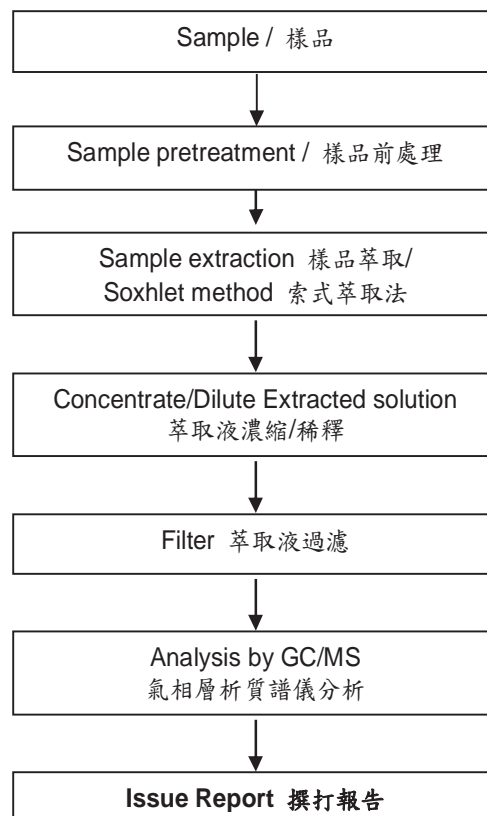 Sample / 樣品
Sample pretreatment / 樣品前處理
Sample extraction 樣品萃取/
Soxhlet method 索式萃取法
Concentrate/Dilute Extracted solution
萃取液濃縮/稀釋
Filter 萃取液過濾
Analysis by GC/MS
氣相層析質譜儀分析
Issue Report 撰打報告